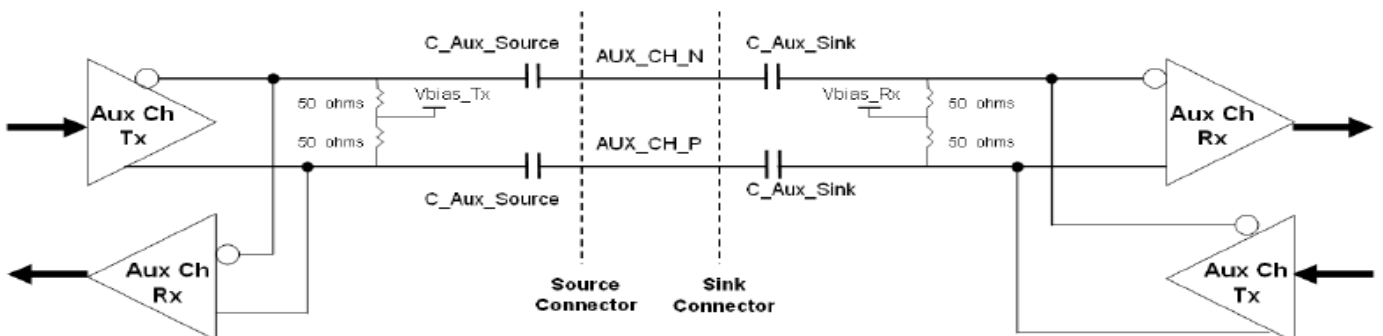 C_Aux_Source
AUX_CH_N
C_Aux_Sink
Aux Ch
Tx
50 ohms
Vbias_Tx
50 ohms
Vbias_Rx
50 ohms
50 ohms
Aux Ch
Rx
AUX_CH_P
C_Aux_Source
C_Aux_Sink
Aux Ch
Rx
Source
Connector
Sink
Connector
Aux Ch
Tx